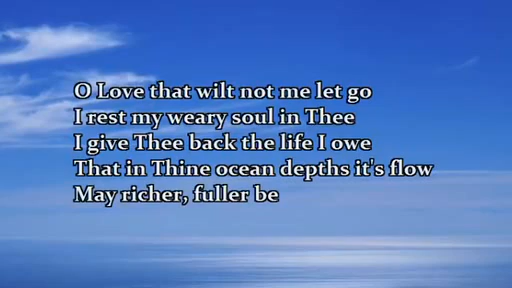 O Love that wilt not me let go
I rest my weary soul in Thee
I give Thee back the life I owe
That in Thine ocean depths it's flow
May richer, fuller be